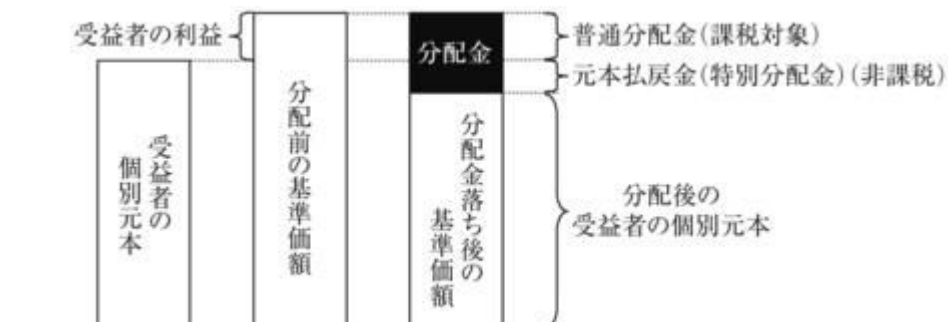 受益者の利益
受益者の
個別元本
分配前の基準価額
分配金
分配金落ち後の
基準価額
普通分配金(課税対象)
元本払戻金(特別分配金)(非課税)
分配後の
受益者の個別元本